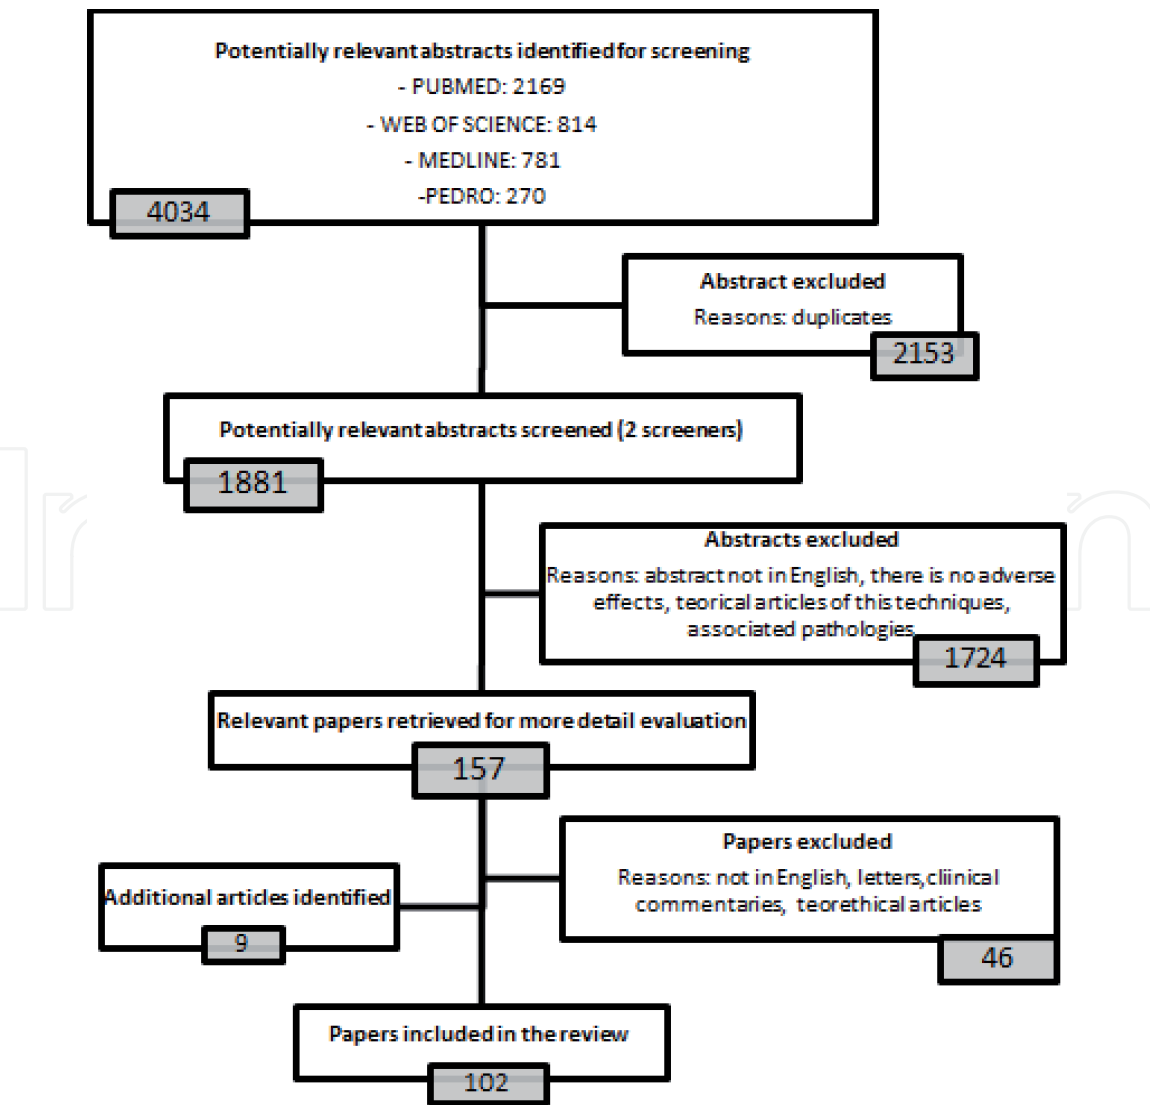 Potentially relevant abstracts identified for screening
- PUBMED: 2169
- WEB OF SCIENCE: 814
- MEDLINE: 781
-PEDRO: 270
4034
Abstract excluded
Reasons: duplicates
2153
Potentially relevant abstracts screened (2 screeners)
1881
Abstracts excluded
Reasons: abstract not in English, there is no adverse
effects, teorical articles of this techniques,
associated pathologies
1724
Relevant papers retrieved for more detail evaluation
157
Papers excluded
Reasons: not in English, letters,cliinical
commentaries, teorethical articles
46
Additional articles identified
9
Papers included in the review
102